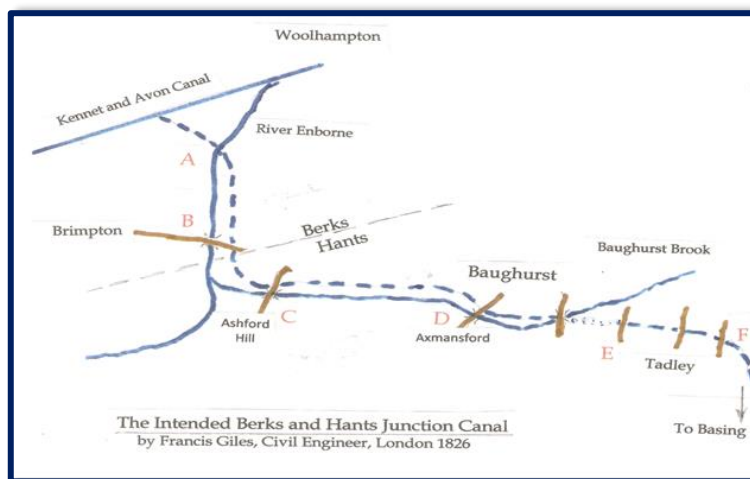 Woolhampton
Kennet and Avon Canal
River Enborne
A
B
Brimpton
Berks
Hants
Baughurst Brook
Baughurst
C
D
Ashford
Hill
Axmansford
E
F
Tadley
To Basing
The Intended Berks and Hants Junction Canal
by Francis Giles, Civil Engineer, London 1826